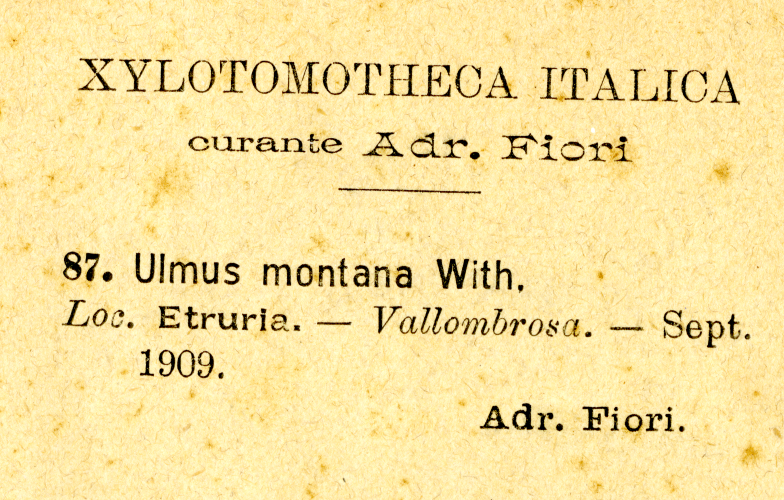 XYLOTOMOTHECA ITALICA
curante Adr. Fiori
87. Ulmus montana With.
Loc. Etruria. — Vallombrosa. — Sept.
1909.
Adr. Fiori.